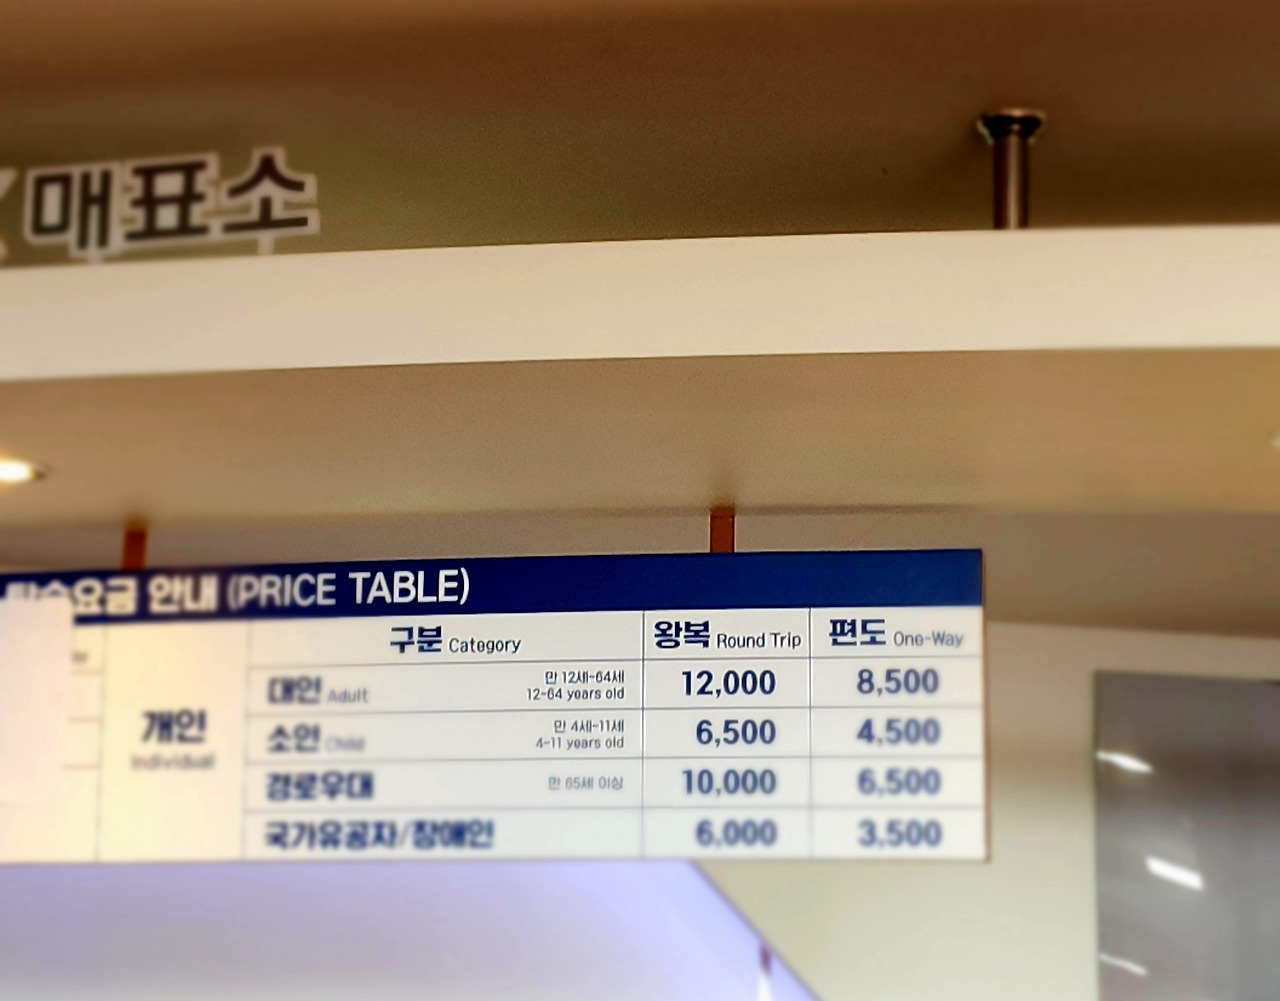 매표소
요금 안내 (PRICE TABLE)
구분 Category 왕복 Round Trip 편도 One-Way
개인 Individual
대인 Adult 만 12세~64세 12~64 years old 12,000 8,500
소인 Child 만 4세~11세 4~11 years old 6,500 4,500
경로우대 만 65세 이상 10,000 6,500
국가유공자/장애인 6,000 3,500